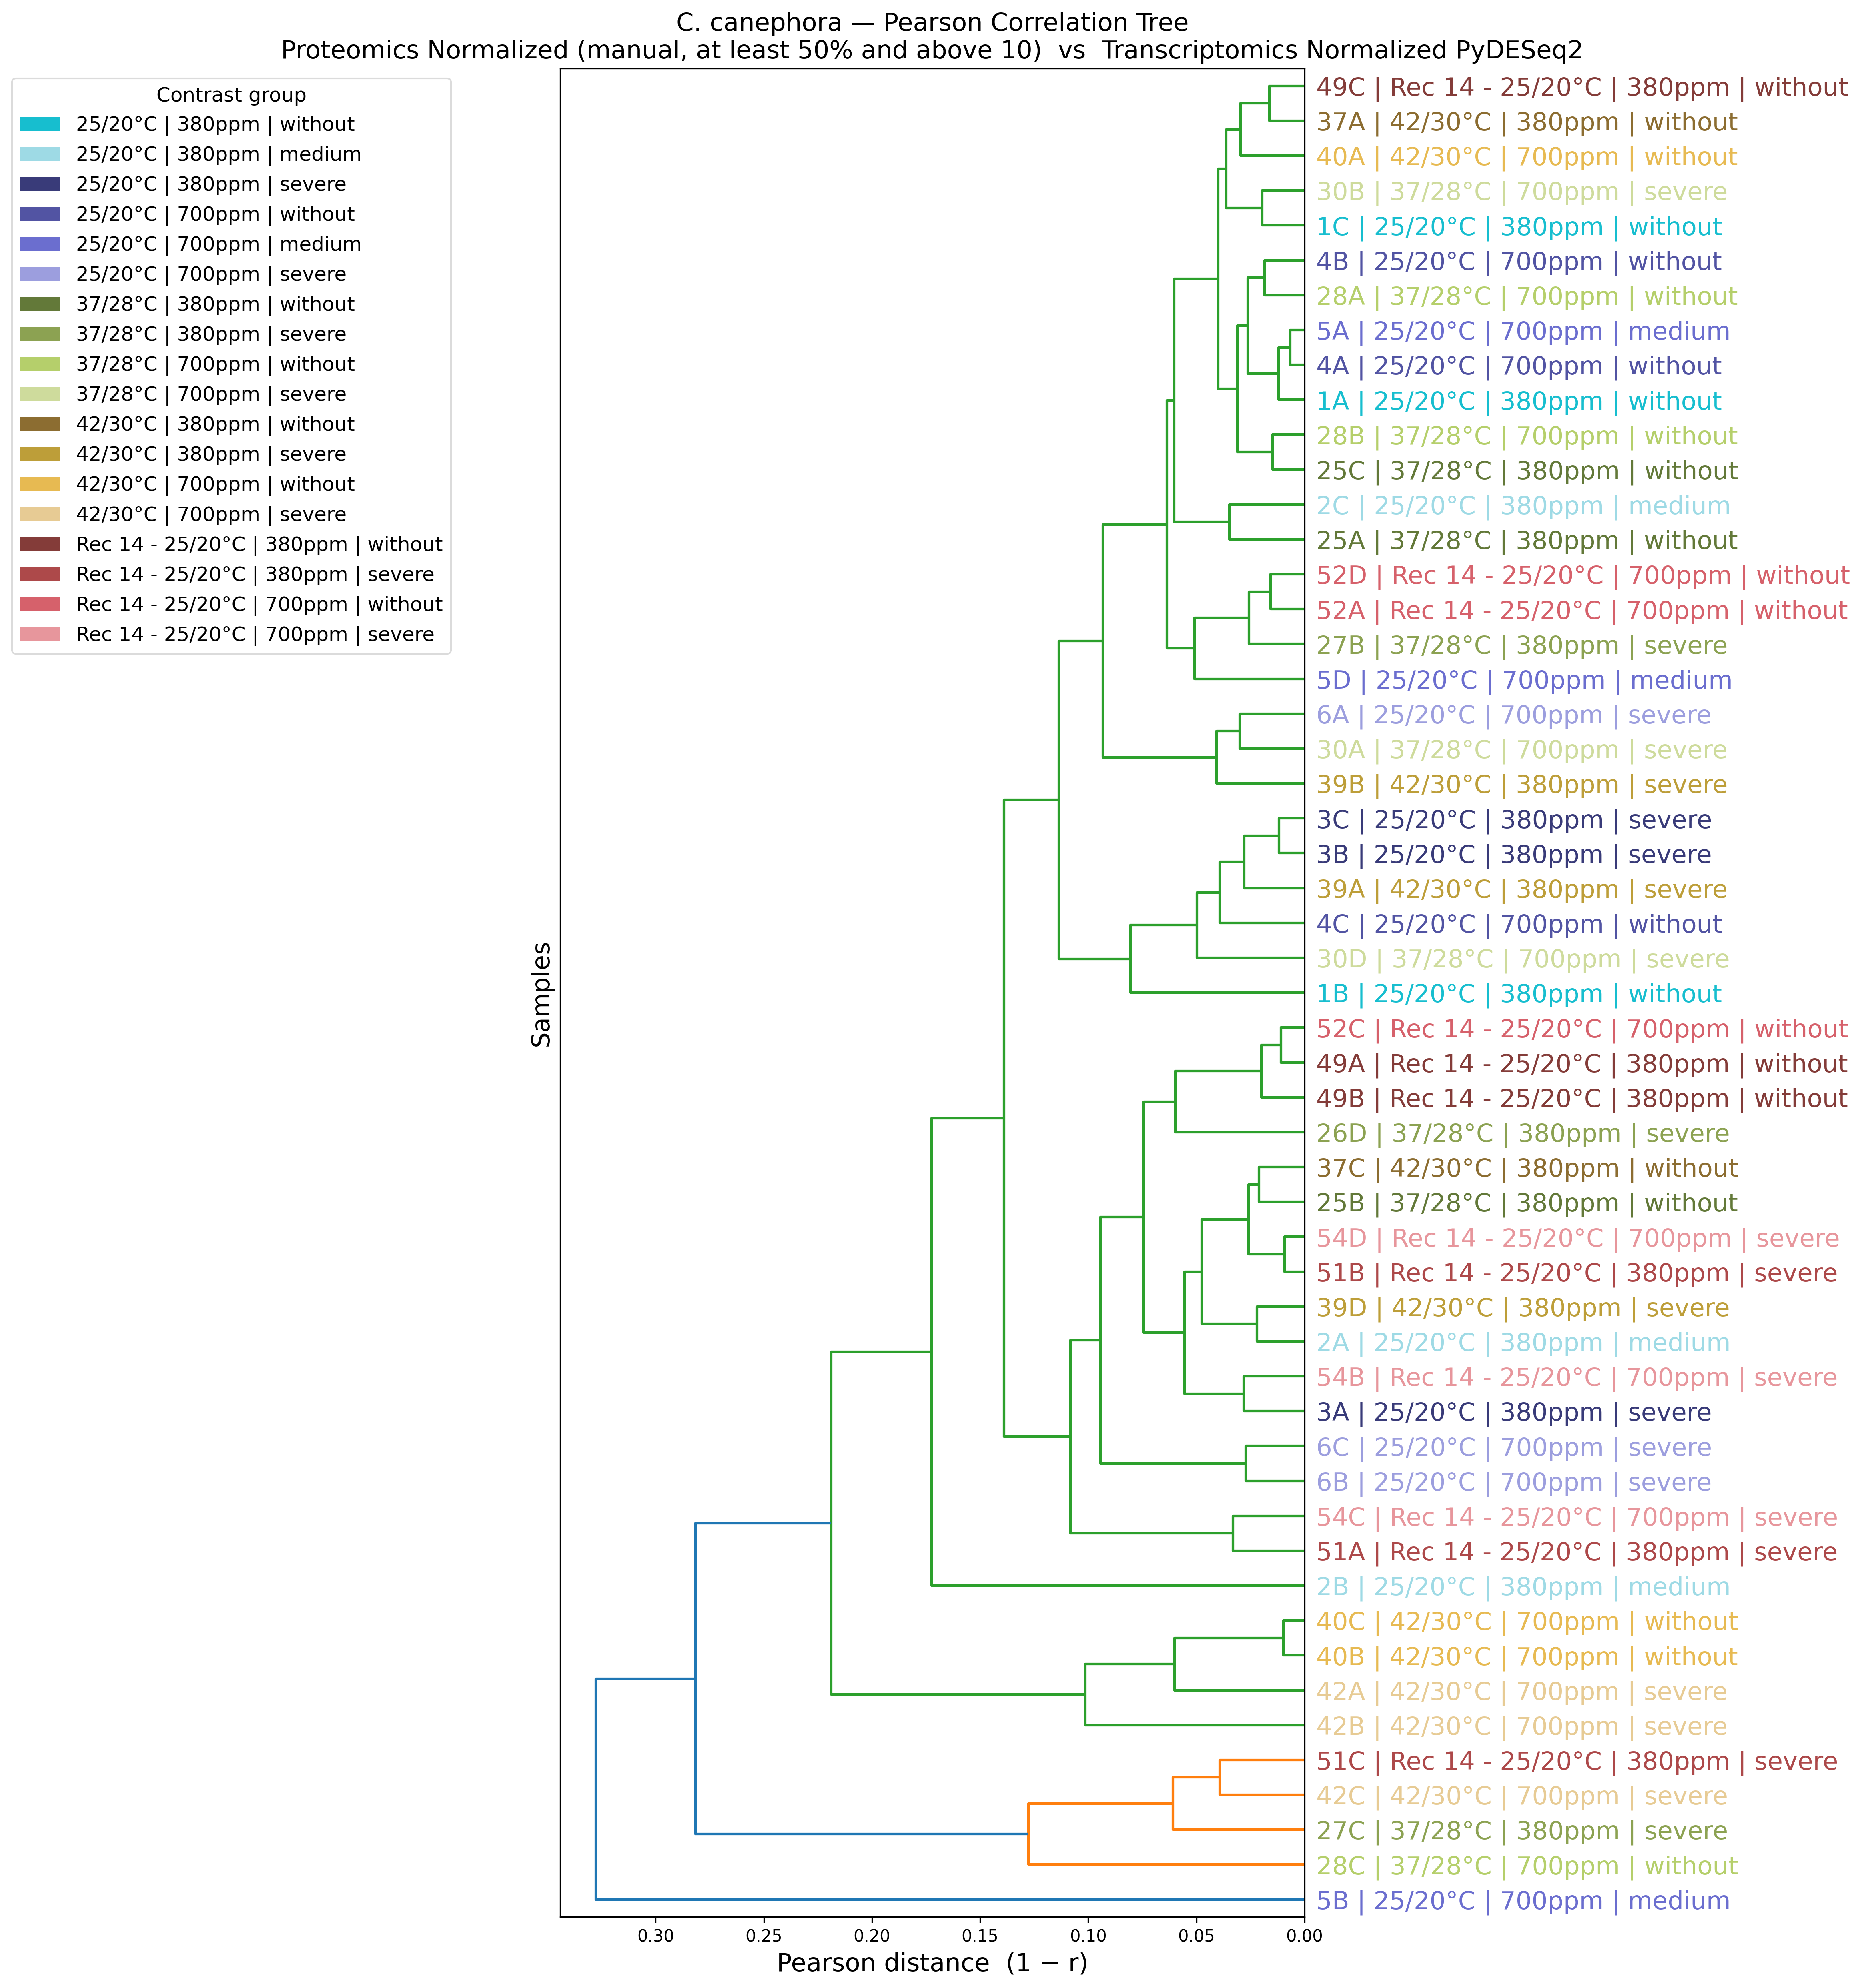 C. canephora — Pearson Correlation Tree
Proteomics Normalized (manual, at least 50% and above 10)  vs  Transcriptomics Normalized PyDESeq2
Contrast group
25/20°C | 380ppm | without
25/20°C | 380ppm | medium
25/20°C | 380ppm | severe
25/20°C | 700ppm | without
25/20°C | 700ppm | medium
25/20°C | 700ppm | severe
37/28°C | 380ppm | without
37/28°C | 380ppm | severe
37/28°C | 700ppm | without
37/28°C | 700ppm | severe
42/30°C | 380ppm | without
42/30°C | 380ppm | severe
42/30°C | 700ppm | without
42/30°C | 700ppm | severe
Rec 14 - 25/20°C | 380ppm | without
Rec 14 - 25/20°C | 380ppm | severe
Rec 14 - 25/20°C | 700ppm | without
Rec 14 - 25/20°C | 700ppm | severe
Samples
49C | Rec 14 - 25/20°C | 380ppm | without
37A | 42/30°C | 380ppm | without
40A | 42/30°C | 700ppm | without
30B | 37/28°C | 700ppm | severe
1C | 25/20°C | 380ppm | without
4B | 25/20°C | 700ppm | without
28A | 37/28°C | 700ppm | without
5A | 25/20°C | 700ppm | medium
4A | 25/20°C | 700ppm | without
1A | 25/20°C | 380ppm | without
28B | 37/28°C | 700ppm | without
25C | 37/28°C | 380ppm | without
2C | 25/20°C | 380ppm | medium
25A | 37/28°C | 380ppm | without
52D | Rec 14 - 25/20°C | 700ppm | without
52A | Rec 14 - 25/20°C | 700ppm | without
27B | 37/28°C | 380ppm | severe
5D | 25/20°C | 700ppm | medium
6A | 25/20°C | 700ppm | severe
30A | 37/28°C | 700ppm | severe
39B | 42/30°C | 380ppm | severe
3C | 25/20°C | 380ppm | severe
3B | 25/20°C | 380ppm | severe
39A | 42/30°C | 380ppm | severe
4C | 25/20°C | 700ppm | without
30D | 37/28°C | 700ppm | severe
1B | 25/20°C | 380ppm | without
52C | Rec 14 - 25/20°C | 700ppm | without
49A | Rec 14 - 25/20°C | 380ppm | without
49B | Rec 14 - 25/20°C | 380ppm | without
26D | 37/28°C | 380ppm | severe
37C | 42/30°C | 380ppm | without
25B | 37/28°C | 380ppm | without
54D | Rec 14 - 25/20°C | 700ppm | severe
51B | Rec 14 - 25/20°C | 380ppm | severe
39D | 42/30°C | 380ppm | severe
2A | 25/20°C | 380ppm | medium
54B | Rec 14 - 25/20°C | 700ppm | severe
3A | 25/20°C | 380ppm | severe
6C | 25/20°C | 700ppm | severe
6B | 25/20°C | 700ppm | severe
54C | Rec 14 - 25/20°C | 700ppm | severe
51A | Rec 14 - 25/20°C | 380ppm | severe
2B | 25/20°C | 380ppm | medium
40C | 42/30°C | 700ppm | without
40B | 42/30°C | 700ppm | without
42A | 42/30°C | 700ppm | severe
42B | 42/30°C | 700ppm | severe
51C | Rec 14 - 25/20°C | 380ppm | severe
42C | 42/30°C | 700ppm | severe
27C | 37/28°C | 380ppm | severe
28C | 37/28°C | 700ppm | without
5B | 25/20°C | 700ppm | medium
0.30 0.25 0.20 0.15 0.10 0.05 0.00
Pearson distance  (1 − r)